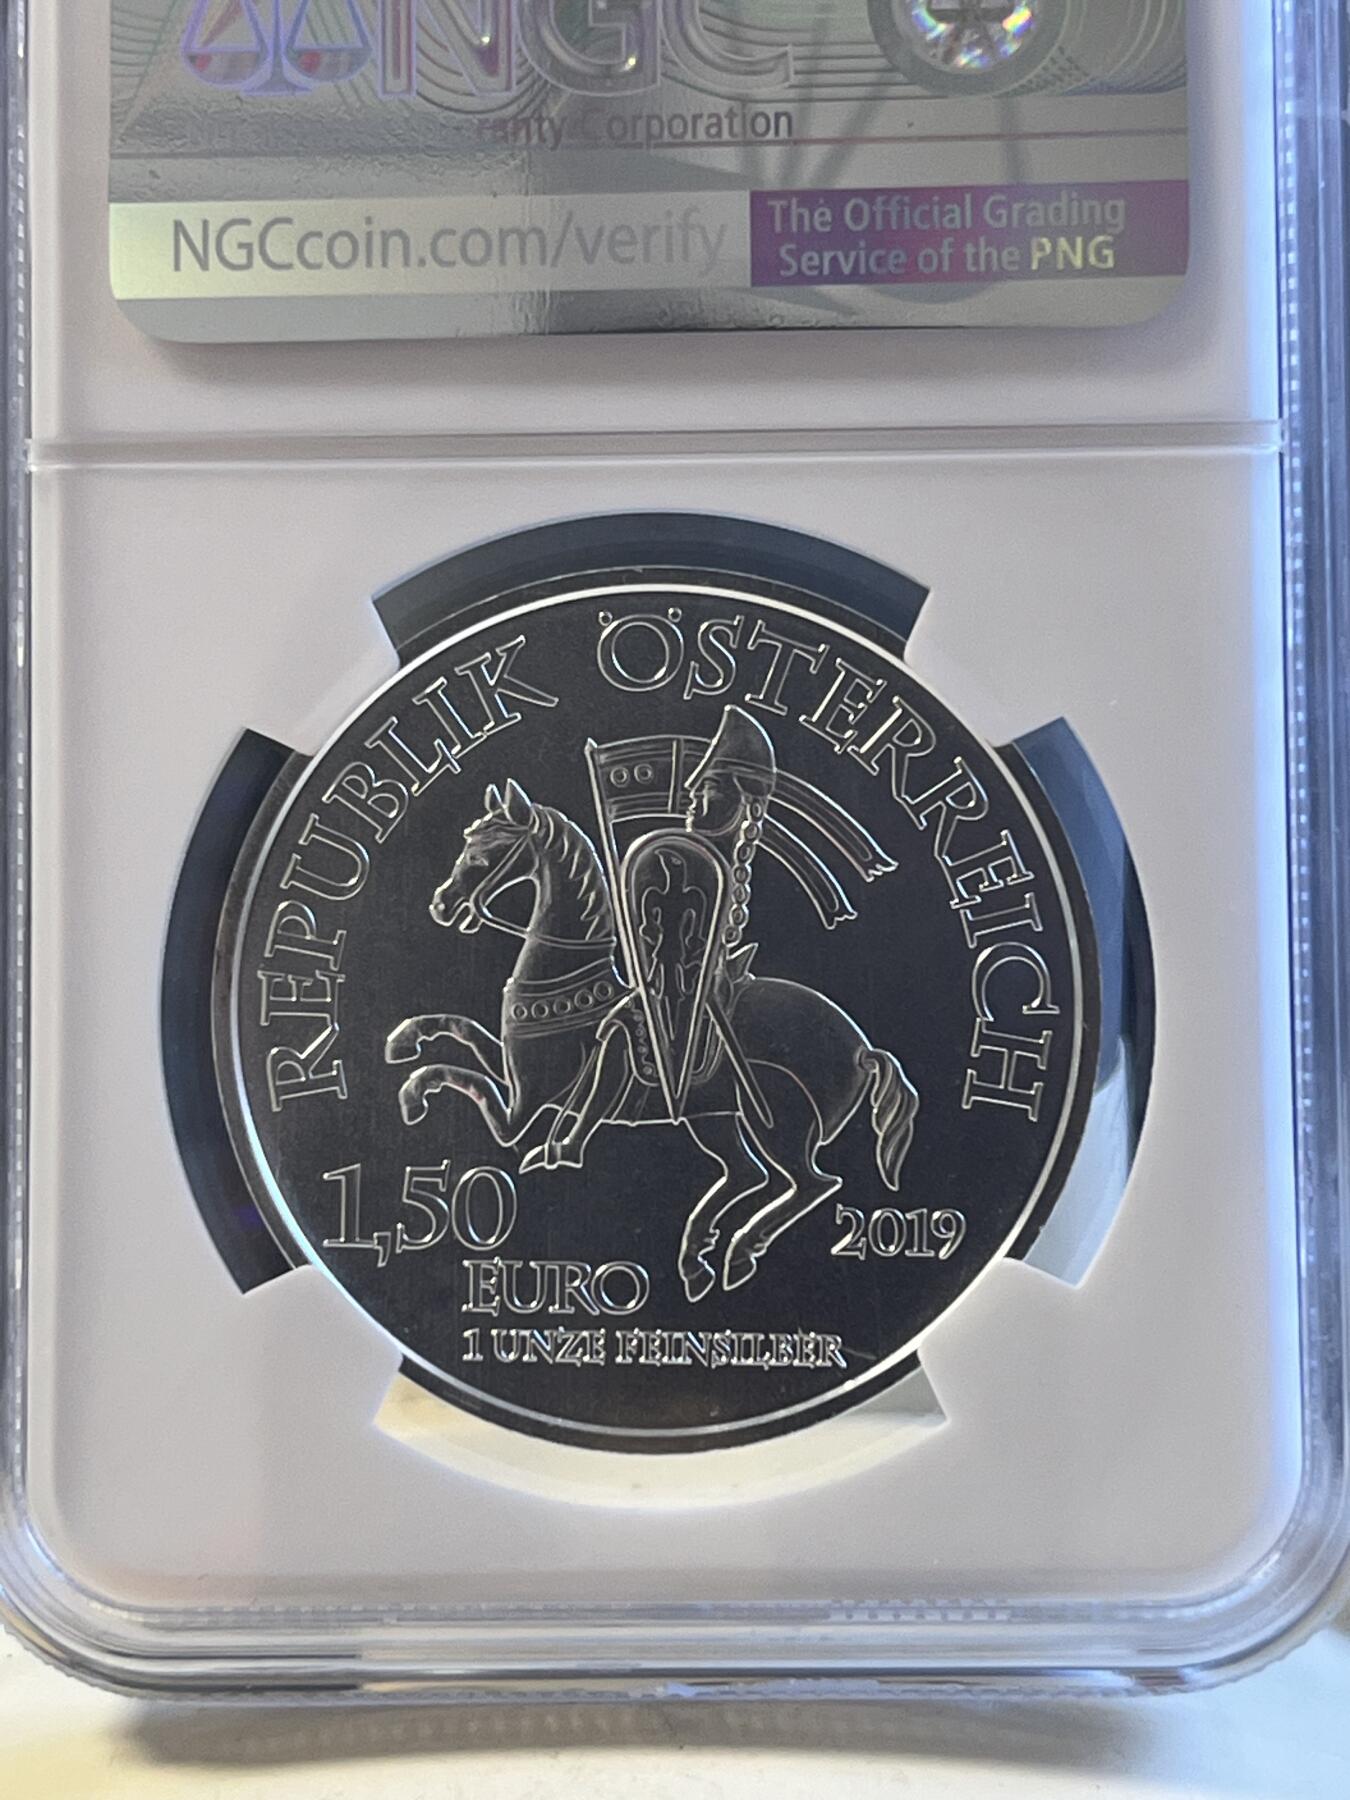 NGC
ranty Corporation
NGCcoin.com/verify
The Official Grading
Service of the PNG
REPUBLIK ÖSTERREICH
1,50
EURO
2019
1 UNZE FEINSILBER